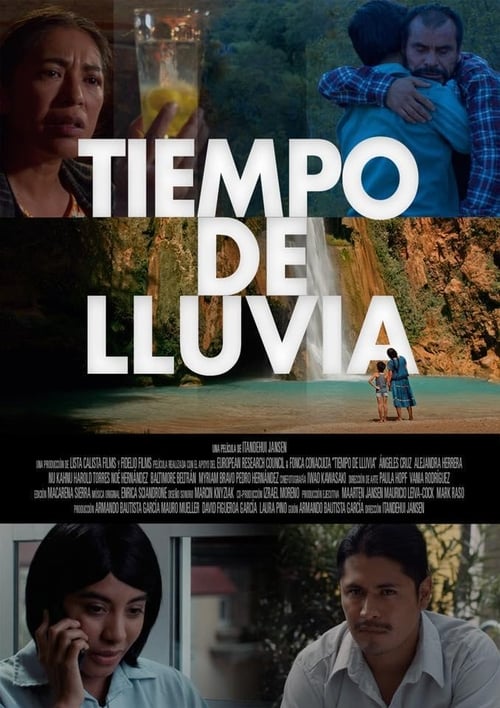 TIEMPO
DE
LLUVIA
UNA PELÍCULA DE ITANDEHUI JANSEN
UNA PRODUCCIÓN DE LISTA CALISTA FILMS Y FIDELIO FILMS PELÍCULA REALIZADA CON EL APOYO DEL EUROPEAN RESEARCH COUNCIL & FONCA CONACULTA "TIEMPO DE LLUVIA" ÁNGELES CRUZ ALEJANDRA HERRERA
NU KAHNU HAROLD TORRES NOÉ HERNÁNDEZ BALTIMORE BELTRÁN MYRIAM BRAVO PEDRO HERNÁNDEZ CINEFOTOGRAFÍA IWAO KAWASAKI DIRECCIÓN DE ARTE PAULA HOPF VANIA RODRÍGUEZ
EDICIÓN MACARENA SIERRA MÚSICA ORIGINAL ENRICA SCIANDRONE DISEÑO SONORO MARCIN KNYZIAK CO-PRODUCCIÓN EZRAEL MORENO PRODUCCIÓN EJECUTIVA MAARTEN JANSEN MAURICIO LEIVA-COCK MARK RASO
PRODUCCIÓN ARMANDO BAUTISTA GARCÍA MAURO MUELLER DAVID FIGUEROA GARCÍA LAURA PINO GUIÓN ARMANDO BAUTISTA GARCÍA DIRECCIÓN ITANDEHUI JANSEN